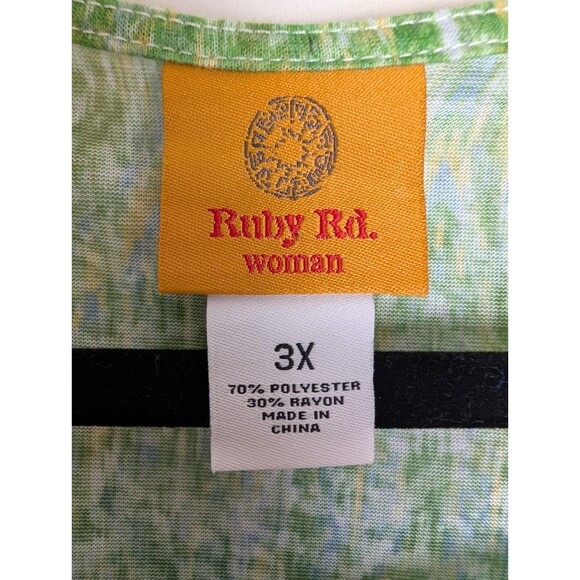 Ruby Rd.
woman
3X
70% POLYESTER
30% RAYON
MADE IN
CHINA